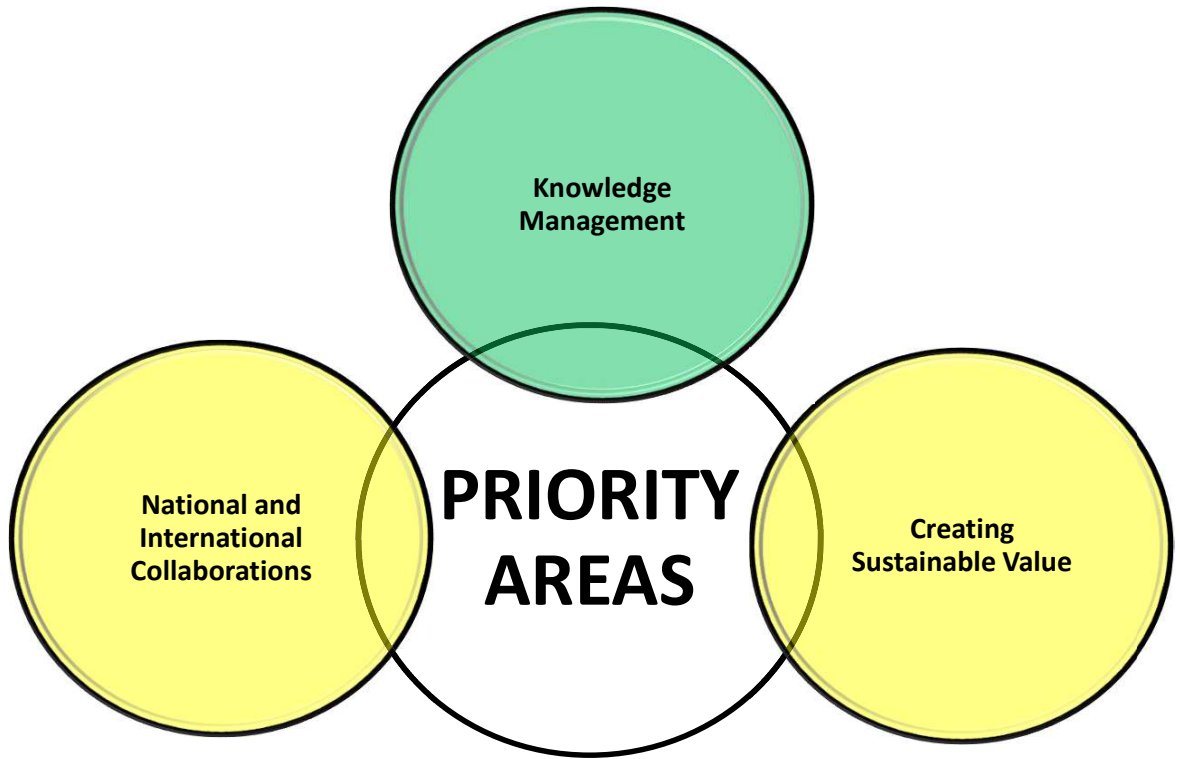 Knowledge
Management
National and
International
Collaborations
PRIORITY
AREAS
Creating
Sustainable Value